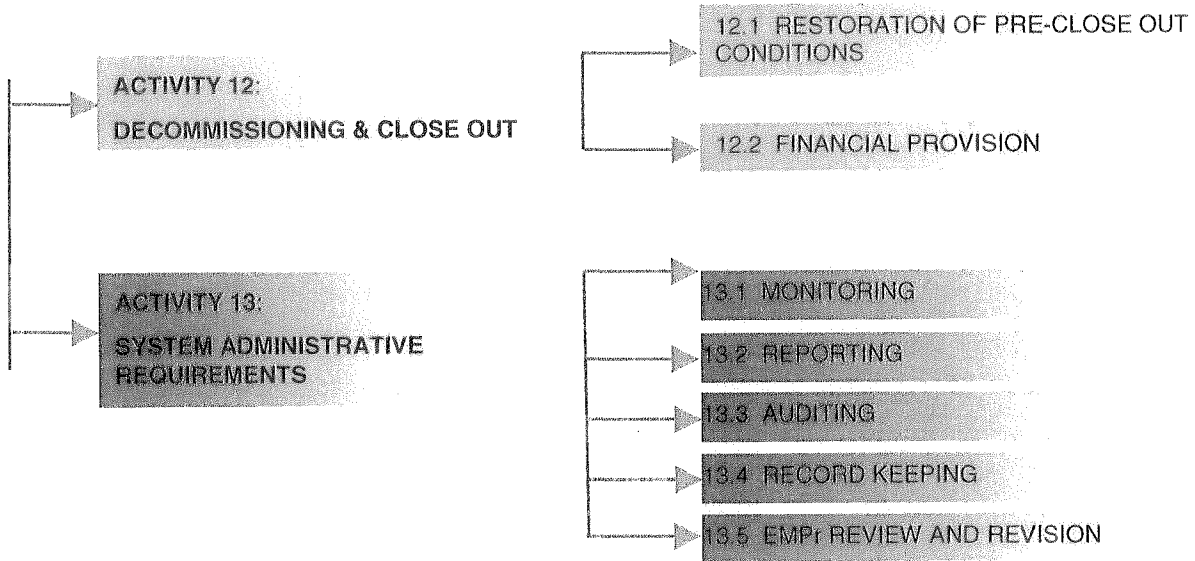 12.1 RESTORATION OF PRE-CLOSE OUT
CONDITIONS
ACTIVITY 12:
DECOMMISSIONING & CLOSE OUT
12.2 FINANCIAL PROVISION
ACTIVITY 13:
SYSTEM ADMINISTRATIVE
REQUIREMENTS
13.1 MONITORING
13.2 REPORTING
13.3 AUDITING
13.4 RECORD KEEPING
13.5 EMPr REVIEW AND REVISION